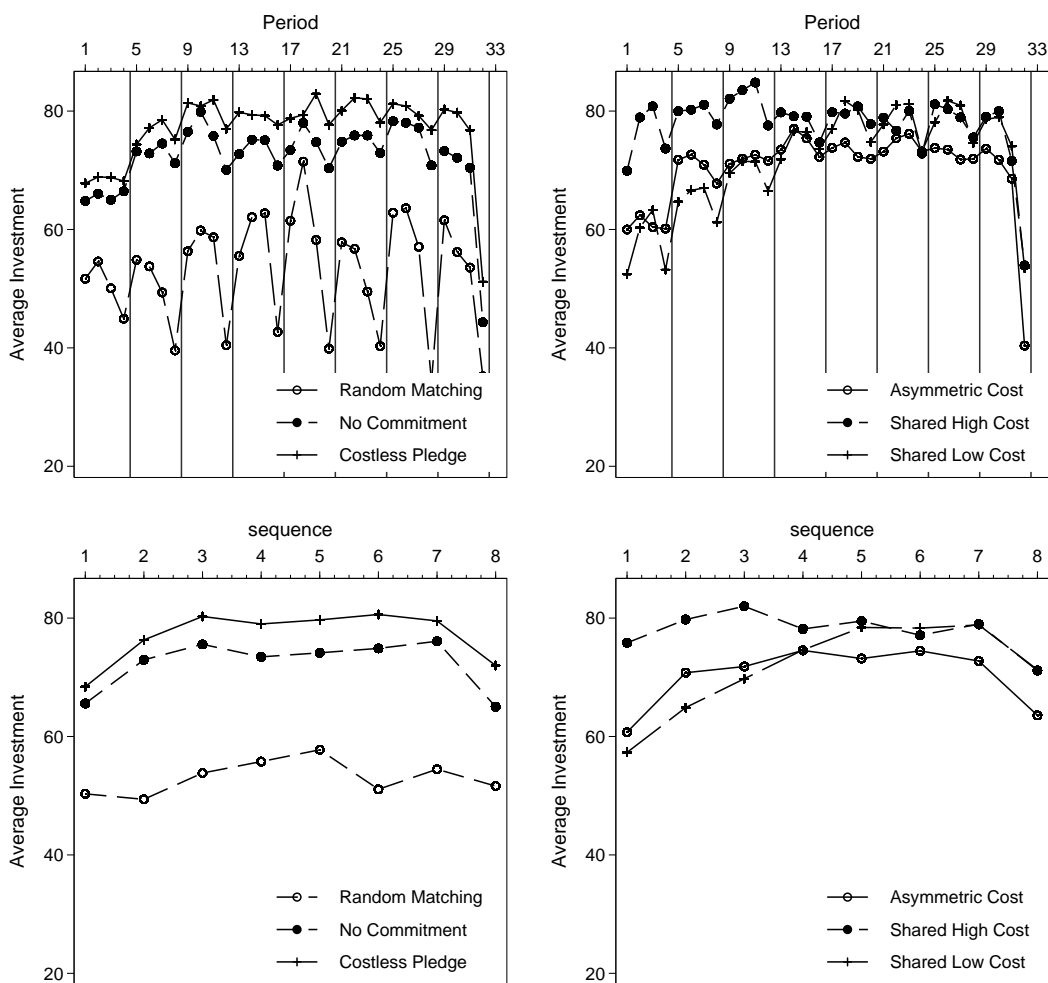 Period
1 5 9 13 17 21 25 29 33
Average Investment
80
60
40
20
Random Matching
No Commitment
Costless Pledge
Period
1 5 9 13 17 21 25 29 33
Average Investment
80
60
40
20
Asymmetric Cost
Shared High Cost
Shared Low Cost
sequence
1 2 3 4 5 6 7 8
Average Investment
80
60
40
20
Random Matching
No Commitment
Costless Pledge
sequence
1 2 3 4 5 6 7 8
Average Investment
80
60
40
20
Asymmetric Cost
Shared High Cost
Shared Low Cost